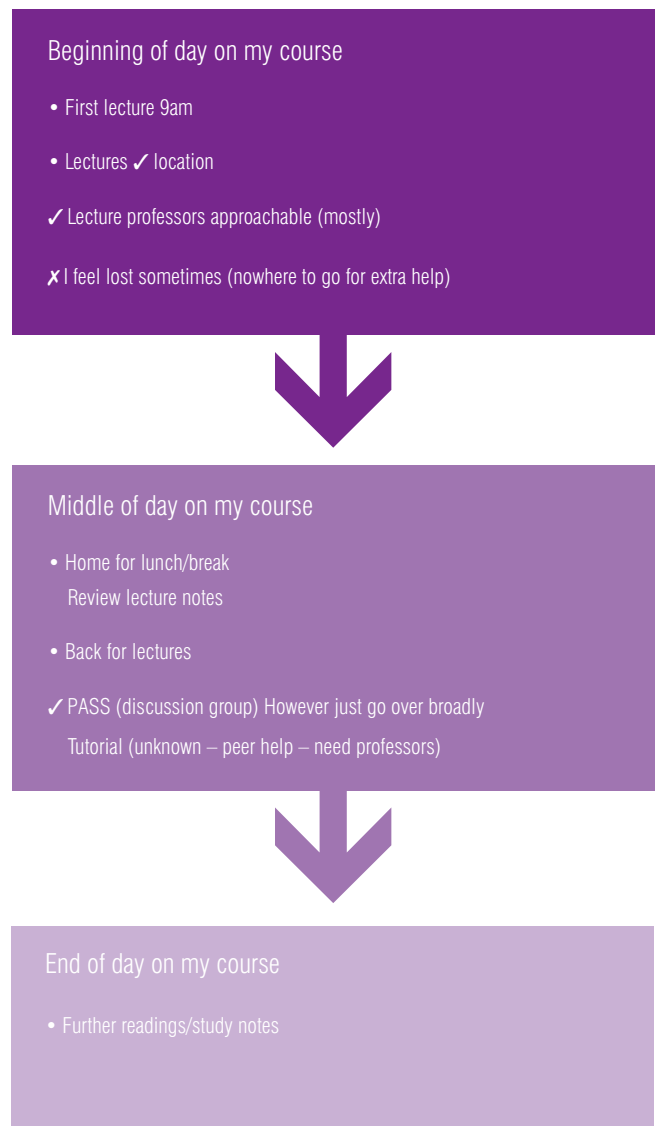 Beginning of day on my course
• First lecture 9am
• Lectures ✓ location
✓ Lecture professors approachable (mostly)
✗ I feel lost sometimes (nowhere to go for extra help)
Middle of day on my course
• Home for lunch/break
Review lecture notes
• Back for lectures
✓ PASS (discussion group) However just go over broadly
Tutorial (unknown – peer help – need professors)
End of day on my course
• Further readings/study notes